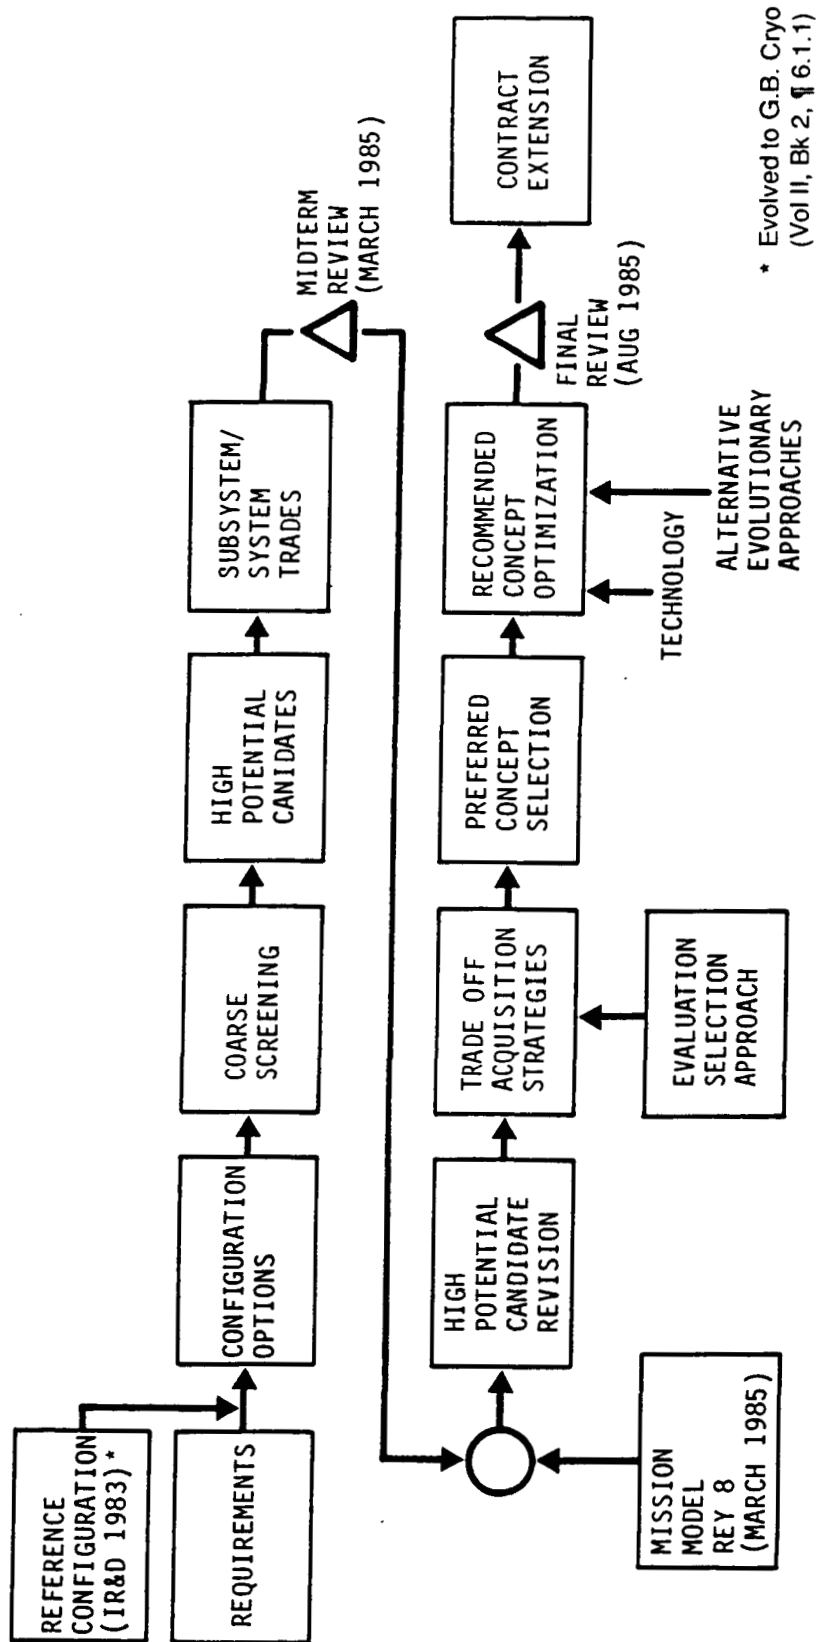 REFERENCE
CONFIGURATION
(IR&D 1983)*
REQUIREMENTS
CONFIGURATION
OPTIONS
COARSE
SCREENING
HIGH
POTENTIAL
CANIDATES
SUBSYSTEM/
SYSTEM
TRADES
MIDTERM
REVIEW
(MARCH 1985)
MISSION
MODEL
REY 8
(MARCH 1985)
HIGH
POTENTIAL
CANDIDATE
REVISION
TRADE OFF
ACQUISITION
STRATEGIES
EVALUATION
SELECTION
APPROACH
PREFERRED
CONCEPT
SELECTION
RECOMMENDED
CONCEPT
OPTIMIZATION
TECHNOLOGY
ALTERNATIVE
EVOLUTIONARY
APPROACHES
FINAL
REVIEW
(AUG 1985)
CONTRACT
EXTENSION
* Evolved to G.B. Cryo
(Vol II, Bk 2, ¶ 6.1.1)